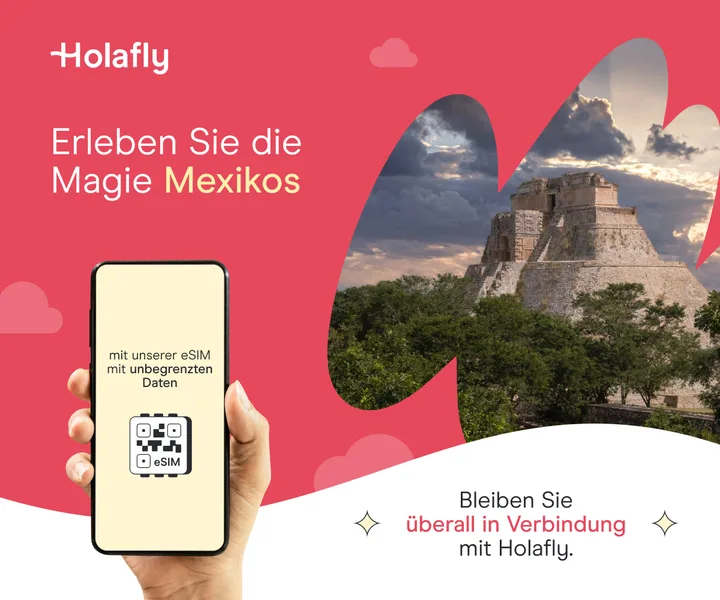 Holafly
Erleben Sie die
Magie Mexikos
mit unserer eSIM
mit unbegrenzten
Daten
eSIM
Bleiben Sie
überall in Verbindung
mit Holafly.